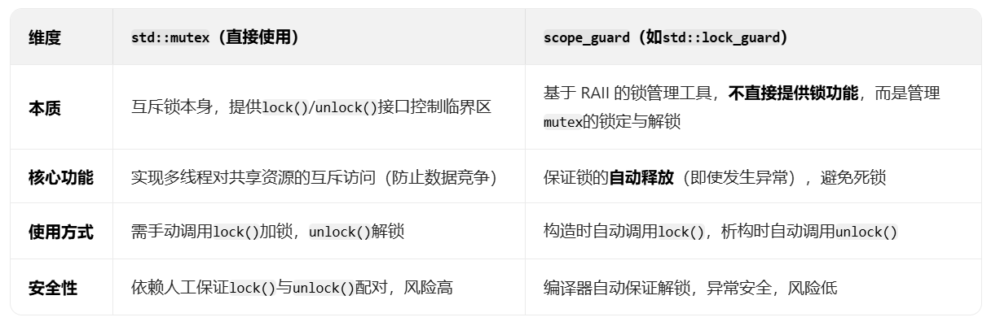 维度
std::mutex（直接使用）
scope_guard（如std::lock_guard）
本质
互斥锁本身，提供lock()/unlock()接口控制临界区
基于 RAII 的锁管理工具，不直接提供锁功能，而是管理
mutex的锁定与解锁
核心功能
实现多线程对共享资源的互斥访问（防止数据竞争）
保证锁的自动释放（即使发生异常），避免死锁
使用方式
需手动调用lock()加锁，unlock()解锁
构造时自动调用lock()，析构时自动调用unlock()
安全性
依赖人工保证lock()与unlock()配对，风险高
编译器自动保证解锁，异常安全，风险低